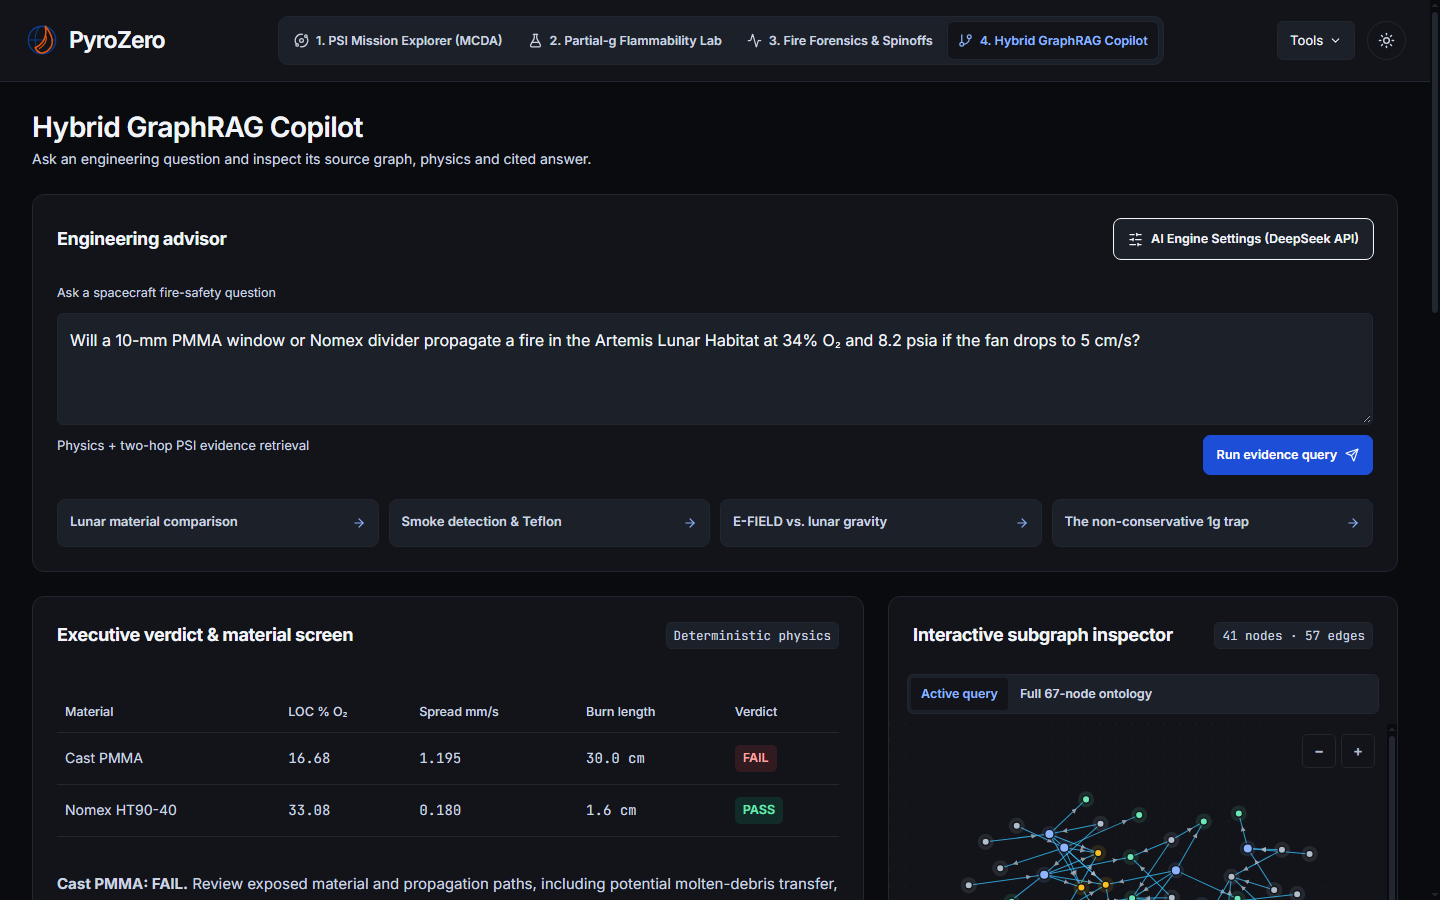 PyroZero
1. PSI Mission Explorer (MCDA)
2. Partial-g Flammability Lab
3. Fire Forensics & Spinoffs
4. Hybrid GraphRAG Copilot
Tools
Hybrid GraphRAG Copilot
Ask an engineering question and inspect its source graph, physics and cited answer.
Engineering advisor
AI Engine Settings (DeepSeek API)
Ask a spacecraft fire-safety question
Will a 10-mm PMMA window or Nomex divider propagate a fire in the Artemis Lunar Habitat at 34% O₂ and 8.2 psia if the fan drops to 5 cm/s?
Physics + two-hop PSI evidence retrieval
Run evidence query
Lunar material comparison
Smoke detection & Teflon
E-FIELD vs. lunar gravity
The non-conservative 1g trap
Executive verdict & material screen
Deterministic physics
Material LOC % O₂ Spread mm/s Burn length Verdict
Cast PMMA 16.68 1.195 30.0 cm FAIL
Nomex HT90-40 33.08 0.180 1.6 cm PASS
Cast PMMA: FAIL. Review exposed material and propagation paths, including potential molten-debris transfer,
Interactive subgraph inspector
41 nodes · 57 edges
Active query
Full 67-node ontology
− +